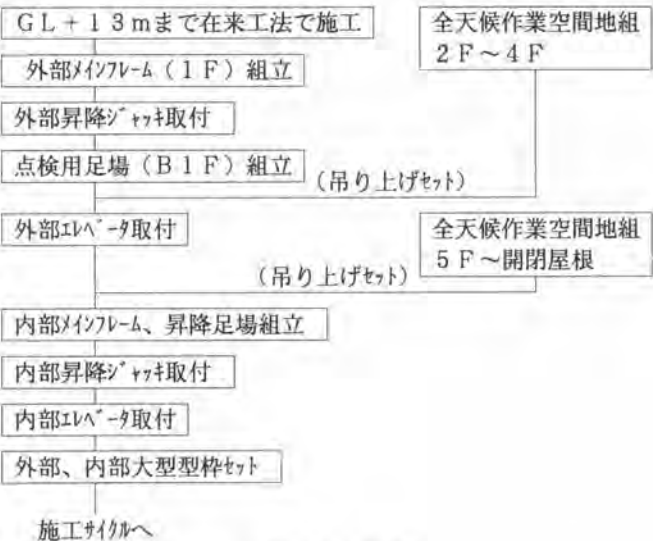 ＧＬ＋１３ｍまで在来工法で施工
外部ﾒｲﾝﾌﾚｰﾑ（１Ｆ）組立
外部昇降ｼﾞｬｯｷ取付
点検用足場（Ｂ１Ｆ）組立
全天候作業空間地組
２Ｆ～４Ｆ
（吊り上げｾｯﾄ）
外部ｴﾚﾍﾞｰﾀ取付
全天候作業空間地組
５Ｆ～開閉屋根
（吊り上げｾｯﾄ）
内部ﾒｲﾝﾌﾚｰﾑ、昇降足場組立
内部昇降ｼﾞｬｯｷ取付
内部ｴﾚﾍﾞｰﾀ取付
外部、内部大型型枠ｾｯﾄ
施工ｻｲｸﾙへ